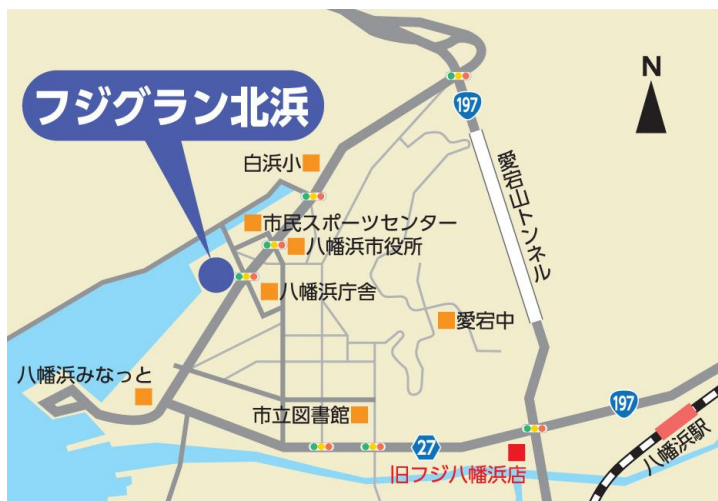 フジグラン北浜
N
197
白浜小
愛宕山トンネル
市民スポーツセンター
八幡浜市役所
八幡浜庁舎
愛宕中
八幡浜みなっと
市立図書館
197
27
旧フジ八幡浜店
八幡浜駅